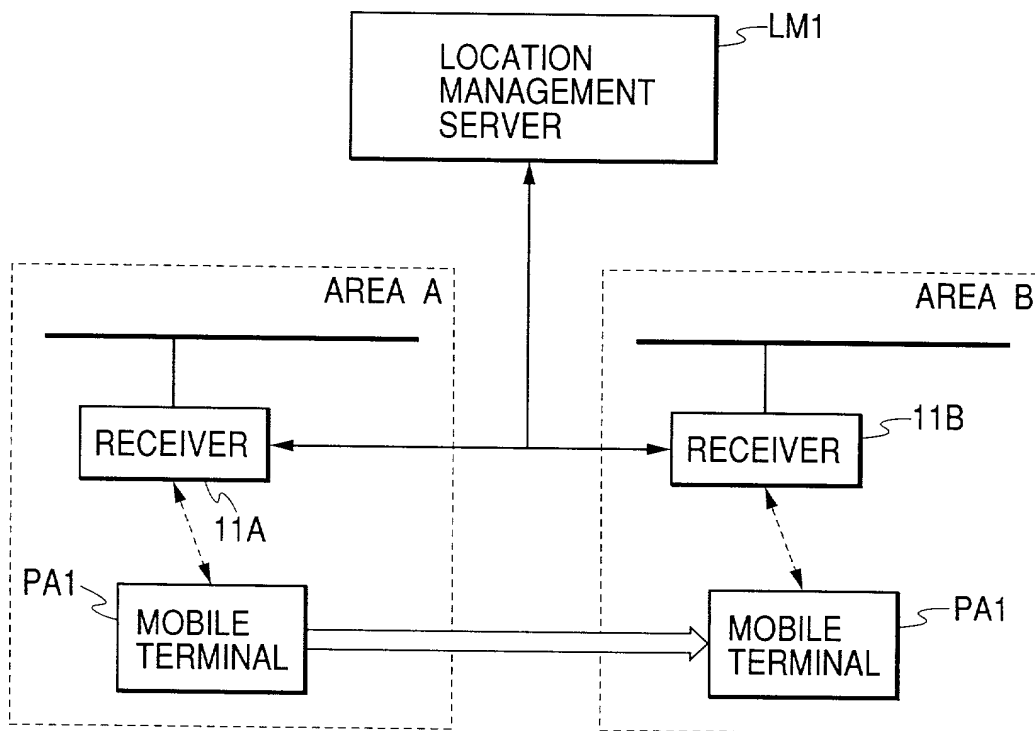 LM1
LOCATION
MANAGEMENT
SERVER
AREA A
AREA B
RECEIVER
11A
RECEIVER
11B
PA1
MOBILE
TERMINAL
MOBILE
TERMINAL
PA1